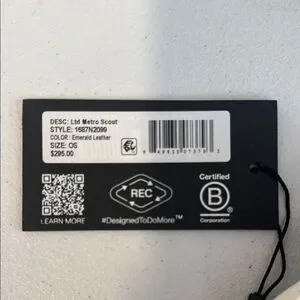 DESC: Ltd Metro Scout
STYLE: 1687N2099
COLOR: Emerald Leather
SIZE: OS
$295.00
LEARN MORE
REC
#DesignedToDoMore™
Certified
B
Corporation